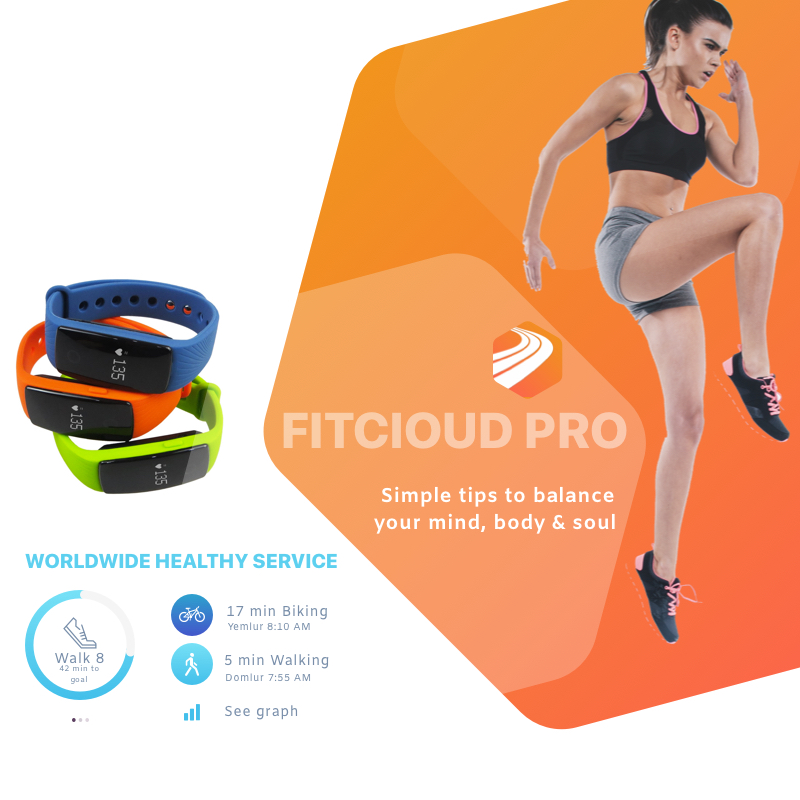 135
135
135
FITCIOUD PRO
Simple tips to balance
your mind, body & soul
WORLDWIDE HEALTHY SERVICE
Walk 8
42 min to
goal
17 min Biking
Yemlur 8:10 AM
5 min Walking
Domlur 7:55 AM
See graph